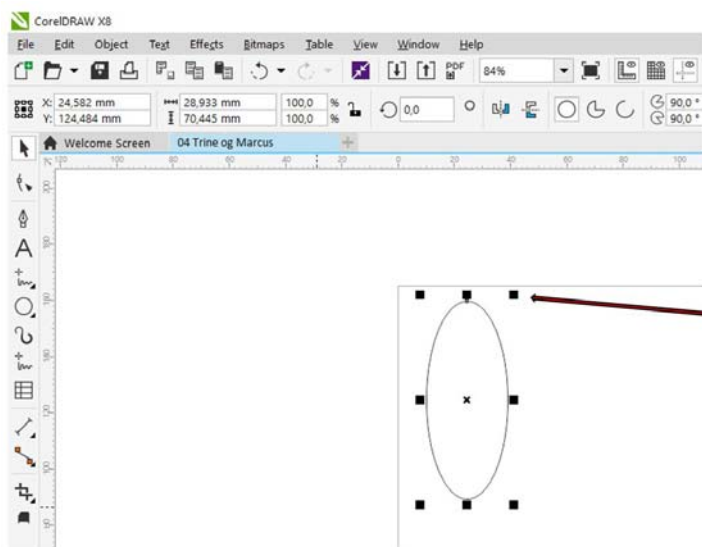 CorelDRAW X8
File Edit Object Text Effects Bitmaps Table View Window Help
PDF 84%
X: 24,582 mm 28,933 mm 100,0 % 0,0 90,0 °
Y: 124,484 mm 70,445 mm 100,0 % 90,0 °
Welcome Screen 04 Trine og Marcus
120 100 80 60 40 20 0 20 40 60 80 100